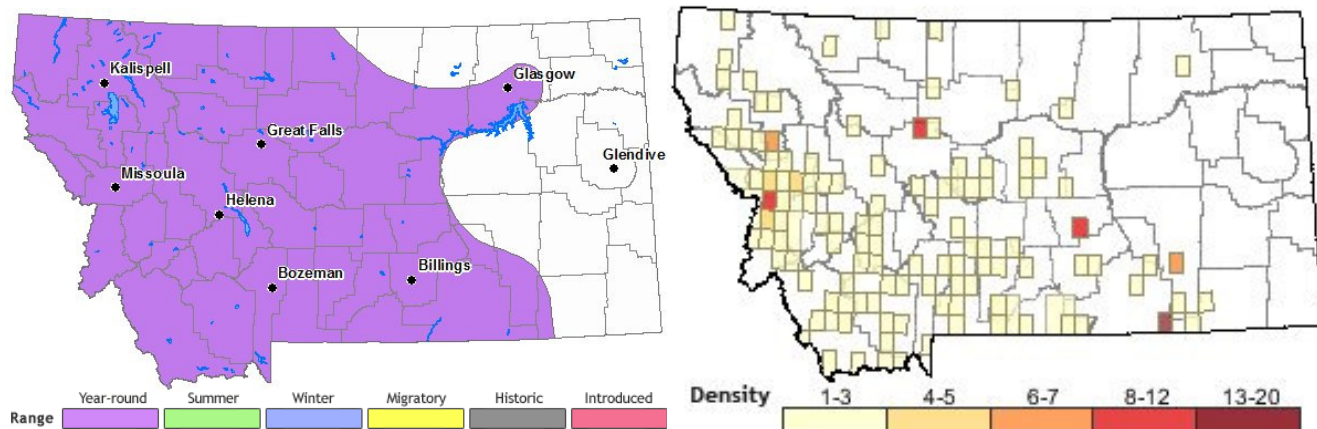 Kalispell
Glasgow
Great Falls
Glendive
Missoula
Helena
Bozeman
Billings
Range
Year-round
Summer
Winter
Migratory
Historic
Introduced
Density
1-3
4-5
6-7
8-12
13-20